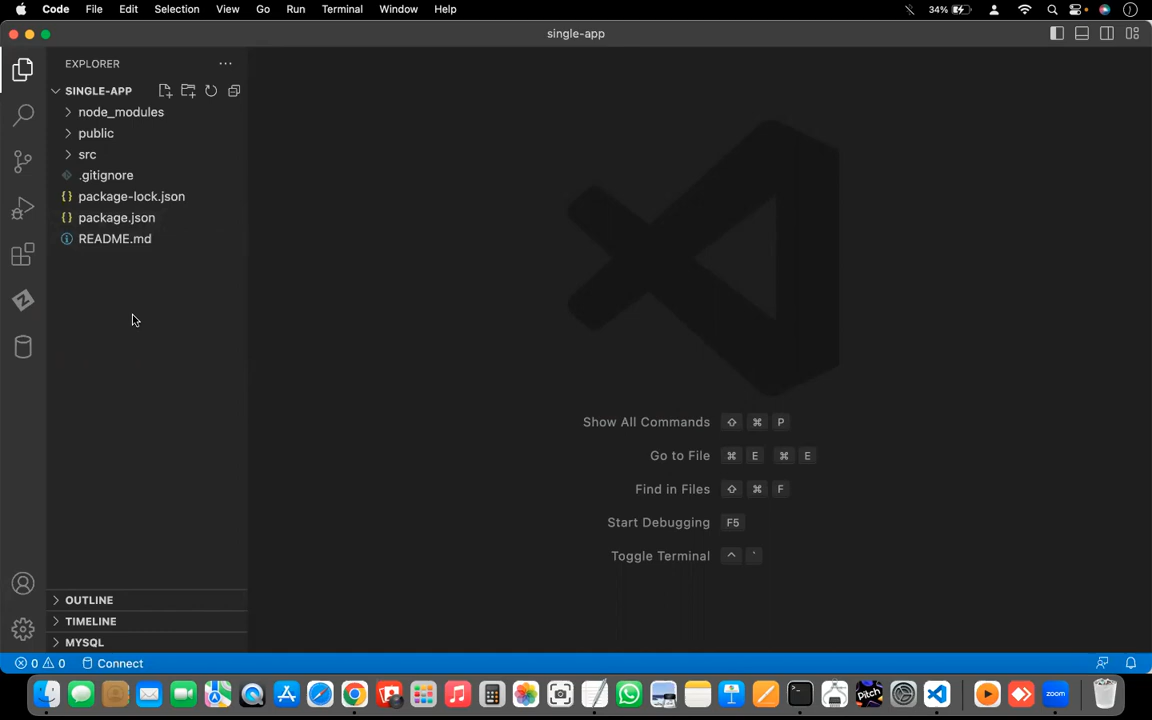 Code File Edit Selection View Go Run Terminal Window Help 34%
single-app
EXPLORER
SINGLE-APP
node_modules
public
src
.gitignore
{} package-lock.json
{} package.json
README.md
Show All Commands ⇧ ⌘ P
Go to File ⌘ E ⌘ E
Find in Files ⇧ ⌘ F
Start Debugging F5
Toggle Terminal ^ `
OUTLINE
TIMELINE
MYSQL
0 0 Connect
Pitch zoom